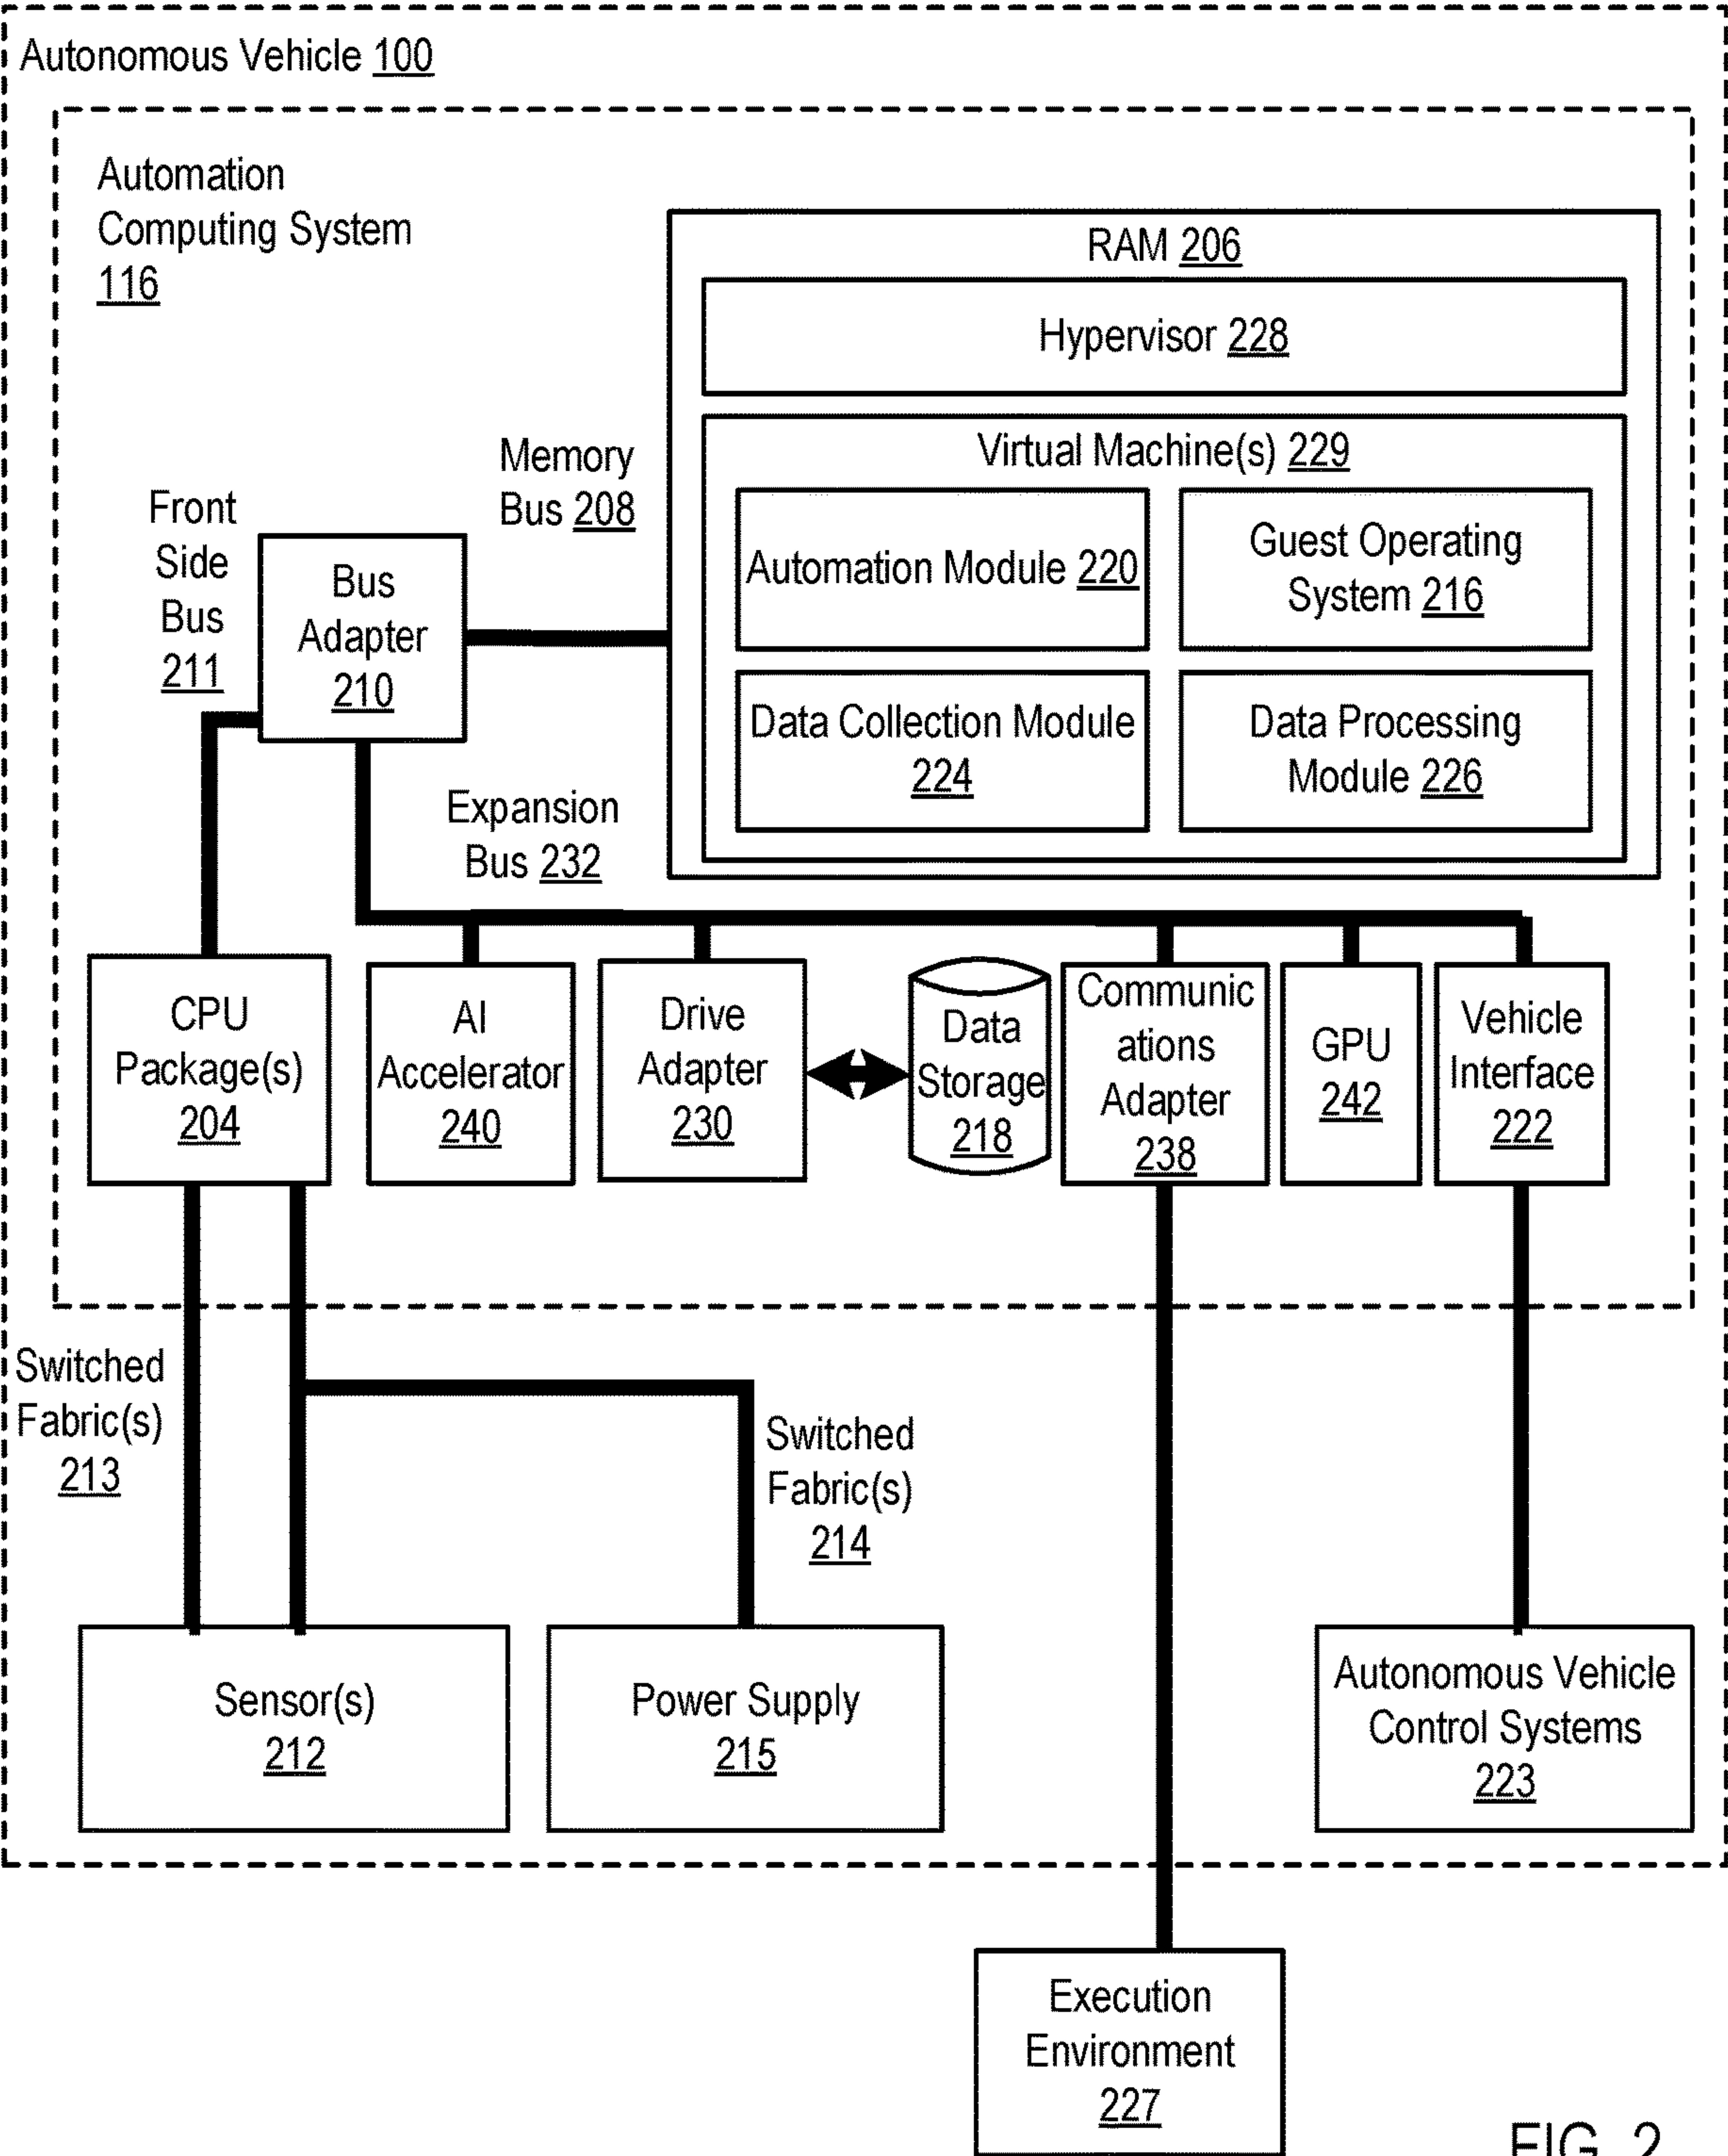 Autonomous Vehicle 100
Automation
Computing System
116
RAM 206
Hypervisor 228
Virtual Machine(s) 229
Automation Module 220
Guest Operating
System 216
Data Collection Module
224
Data Processing
Module 226
Memory
Bus 208
Front
Side
Bus
211
Bus
Adapter
210
Expansion
Bus 232
CPU
Package(s)
204
AI
Accelerator
240
Drive
Adapter
230
Data
Storage
218
Communic
ations
Adapter
238
GPU
242
Vehicle
Interface
222
Switched
Fabric(s)
213
Switched
Fabric(s)
214
Sensor(s)
212
Power Supply
215
Autonomous Vehicle
Control Systems
223
Execution
Environment
227
FIG. 2